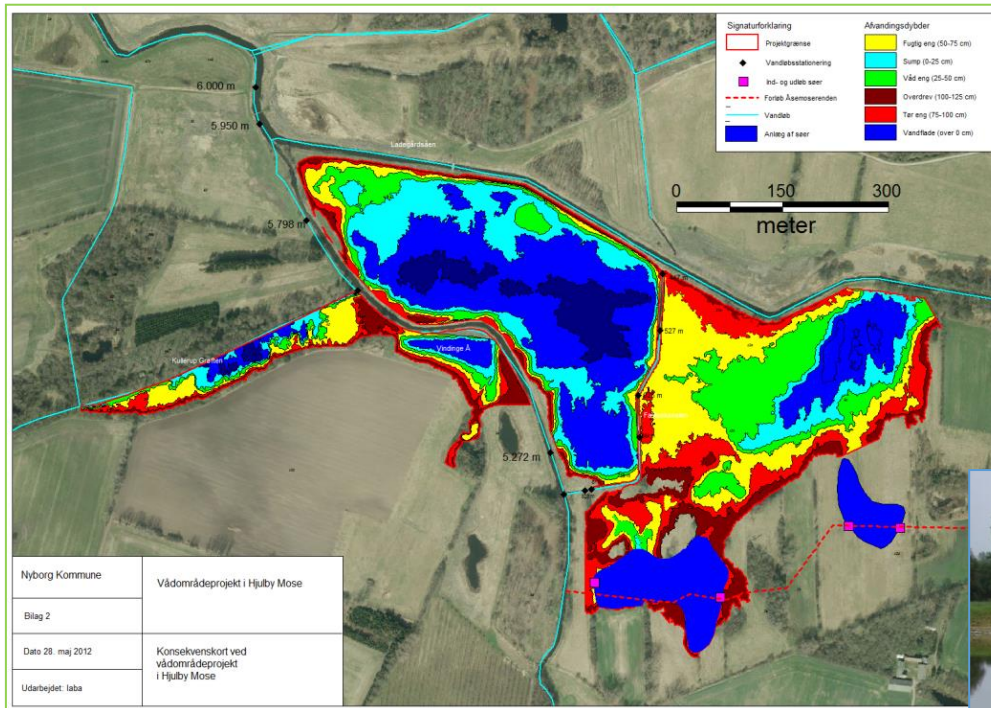 Signaturforklaring
Projektgrænse
Vandløbsstationering
Ind- og udløb søer
Forløb Åsemoserenden
Vandløb
Anlæg af søer
Afvandingsdybder
Fugtig eng (50-75 cm)
Sump (0-25 cm)
Våd eng (25-50 cm)
Overdrev (100-125 cm)
Tør eng (75-100 cm)
Vandflade (over 0 cm)
6.000 m
5.950 m
Ladegårdsåen
0 150 300
meter
5.798 m
527 m
Vindinge Å
5.272 m
Nyborg Kommune
Vådområdeprojekt i Hjulby Mose
Bilag 2
Dato 28. maj 2012
Konsekvenskort ved
vådområdeprojekt
i Hjulby Mose
Udarbejdet: laba